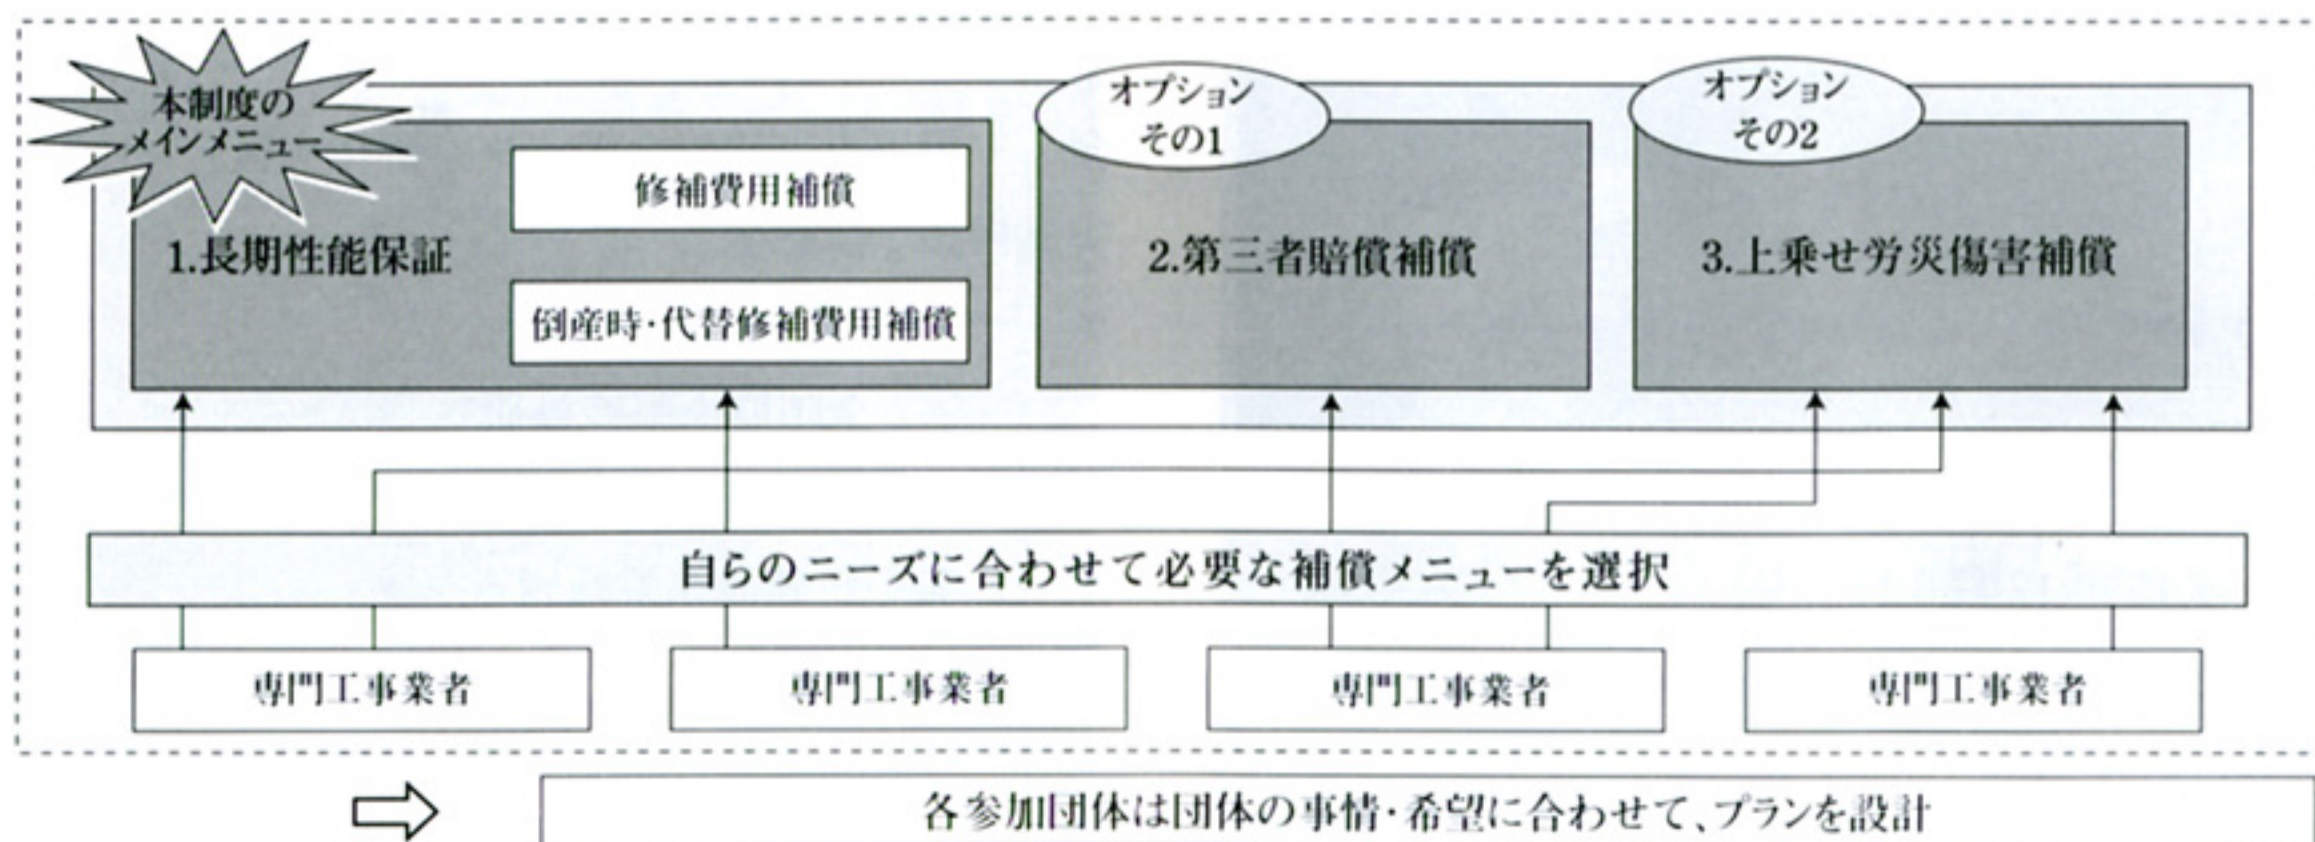 本制度の
メインメニュー
オプション
その1
オプション
その2
修補費用補償
1.長期性能保証
2.第三者賠償補償
3.上乗せ労災傷害補償
倒産時・代替修補費用補償
自らのニーズに合わせて必要な補償メニューを選択
専門工事業者
専門工事業者
専門工事業者
専門工事業者
各参加団体は団体の事情・希望に合わせて、プランを設計